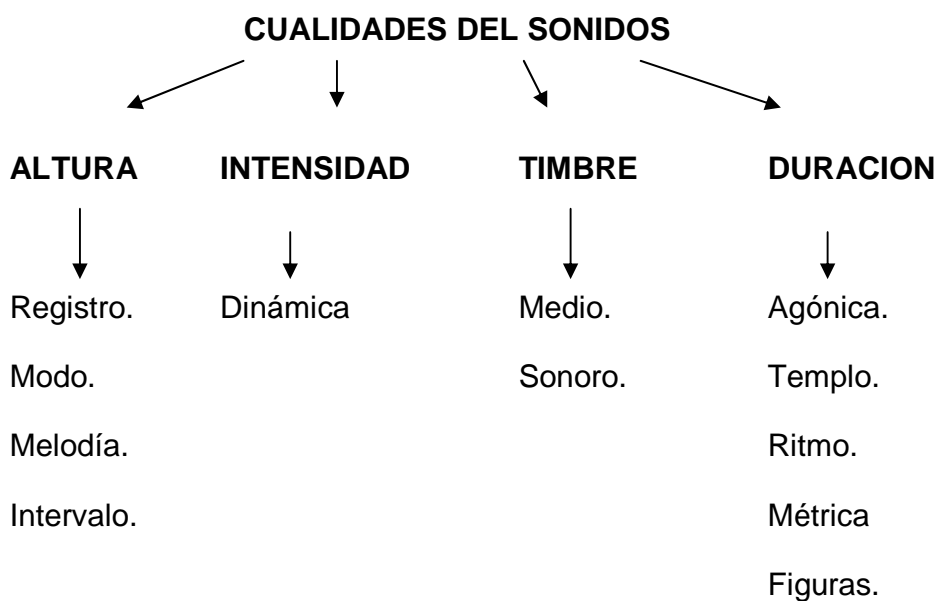 CUALIDADES DEL SONIDOS
ALTURA INTENSIDAD TIMBRE DURACION
Registro. Dinámica Medio. Agónica.
Modo. Sonoro. Templo.
Melodía. Ritmo.
Intervalo. Métrica
Figuras.